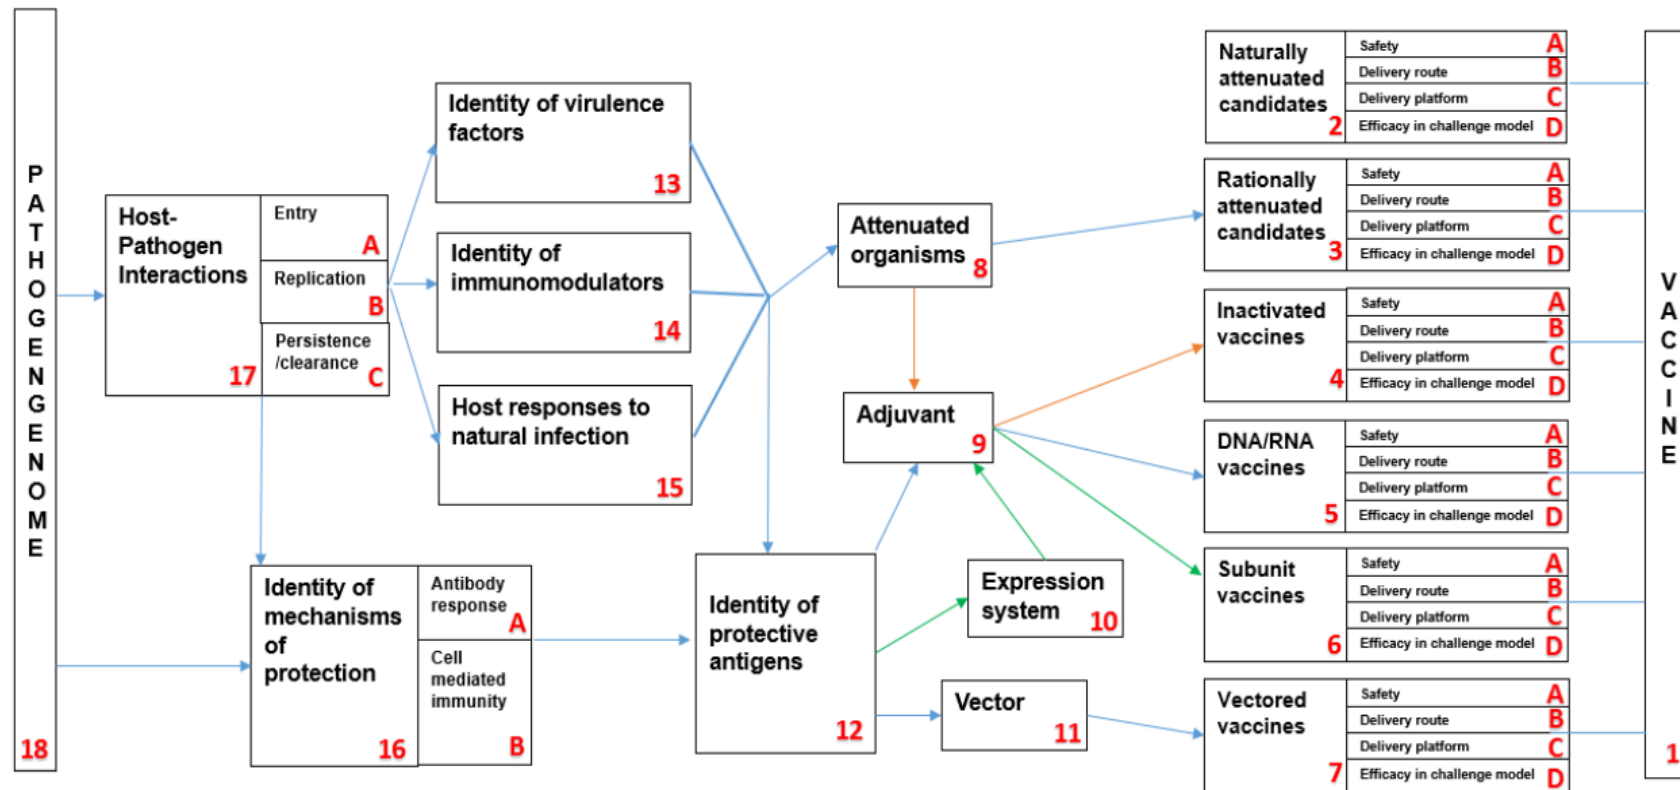 PATHOGENGENOME
18
Host-
Pathogen
Interactions
17
Entry
A
Replication
B
Persistence
/clearance
C
Identity of virulence
factors
13
Identity of
immunomodulators
14
Host responses to
natural infection
15
Identity of
mechanisms
of
protection
16
Antibody
response
A
Cell
mediated
immunity
B
Attenuated
organisms
8
Adjuvant
9
Expression
system
10
Identity of
protective
antigens
12
Vector
11
Naturally
attenuated
candidates
2
Safety A
Delivery route B
Delivery platform C
Efficacy in challenge model D
Rationally
attenuated
candidates
3
Safety A
Delivery route B
Delivery platform C
Efficacy in challenge model D
Inactivated
vaccines
4
Safety A
Delivery route B
Delivery platform C
Efficacy in challenge model D
DNA/RNA
vaccines
5
Safety A
Delivery route B
Delivery platform C
Efficacy in challenge model D
Subunit
vaccines
6
Safety A
Delivery route B
Delivery platform C
Efficacy in challenge model D
Vectored
vaccines
7
Safety A
Delivery route B
Delivery platform C
Efficacy in challenge model D
VACCINE
1